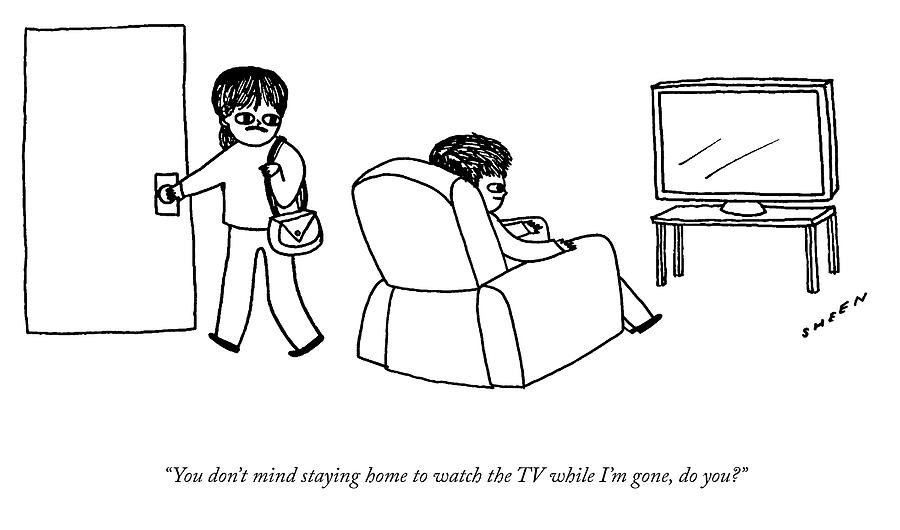 SHEEN
“You don’t mind staying home to watch the TV while I’m gone, do you?”